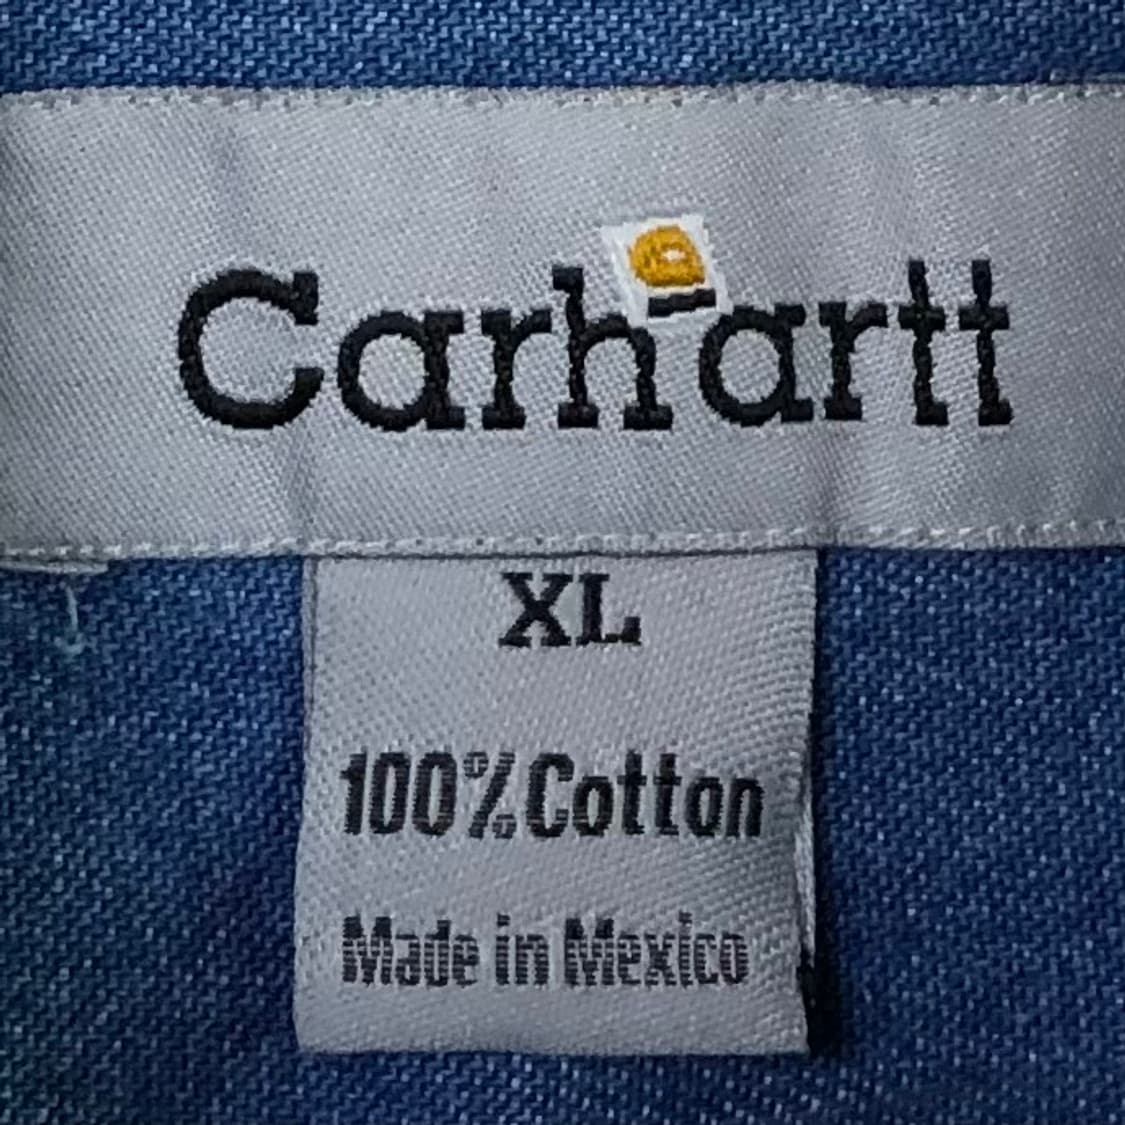 Carhartt
XL
100% Cotton
Made in Mexico